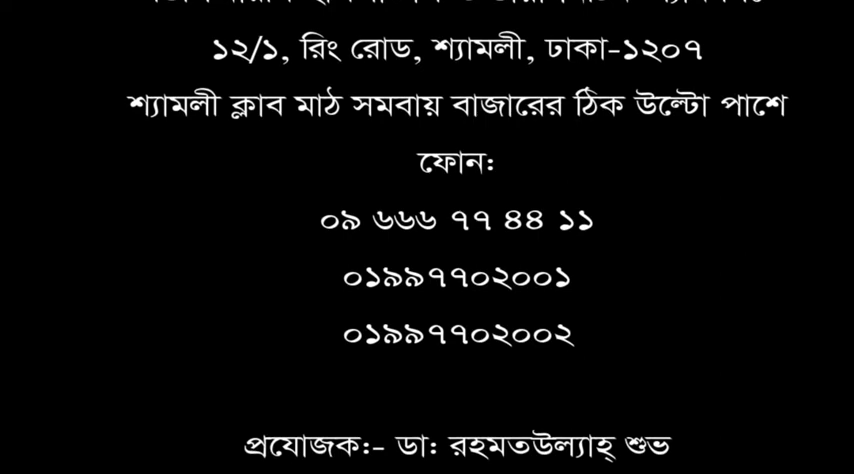 ১২/১, রিং রোড, শ্যামলী, ঢাকা-১২০৭
শ্যামলী ক্লাব মাঠ সমবায় বাজারের ঠিক উল্টো পাশে
ফোন:
০৯ ৬৬৬ ৭৭ ৪৪ ১১
০১৯৯৭৭০২০০১
০১৯৯৭৭০২০০২
প্রযোজক:- ডা: রহমতউল্যাহ্ শুভ